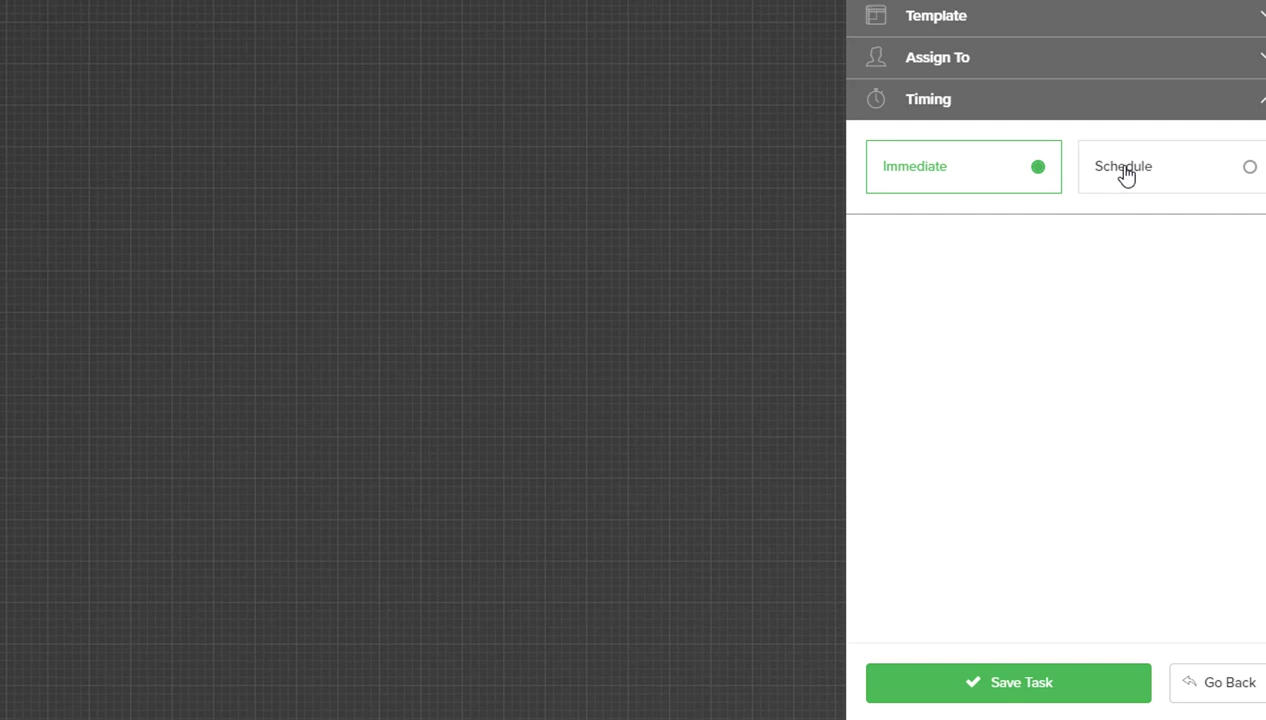 Template
Assign To
Timing
Immediate
Schedule
Save Task
Go Back